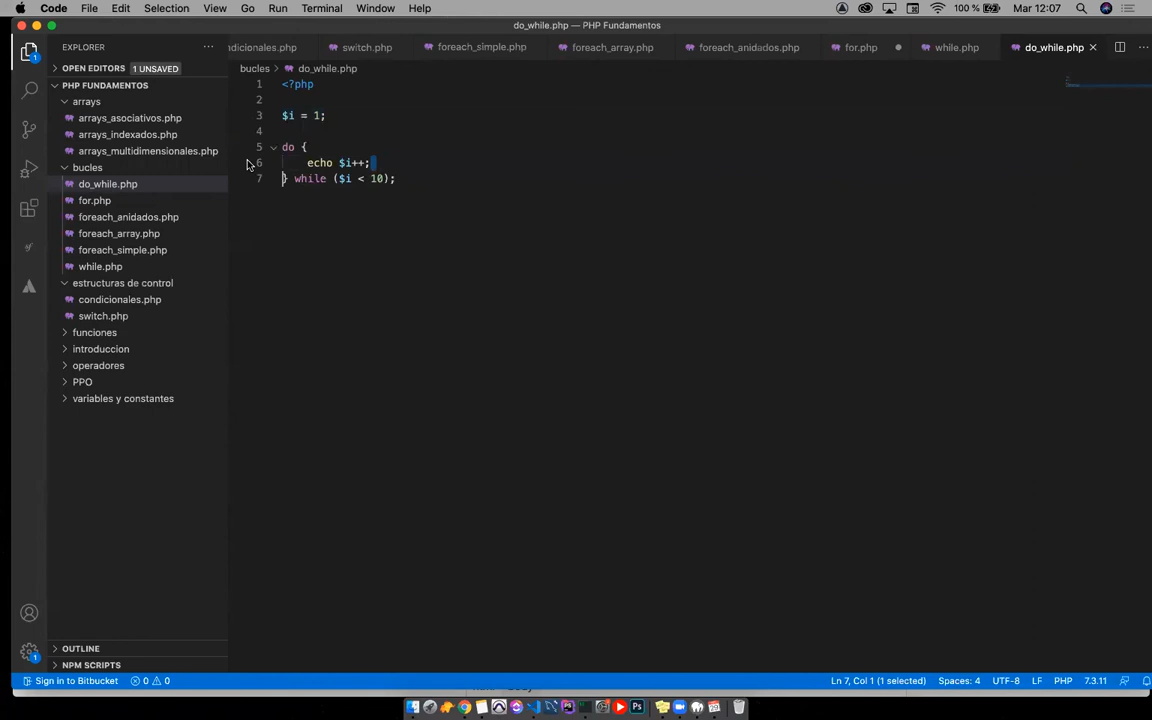 Code File Edit Selection View Go Run Terminal Window Help 100 % Mar 12:07
do_while.php — PHP Fundamentos
EXPLORER
OPEN EDITORS 1 UNSAVED
PHP FUNDAMENTOS
arrays
arrays_asociativos.php
arrays_indexados.php
arrays_multidimensionales.php
bucles
do_while.php
for.php
foreach_anidados.php
foreach_array.php
foreach_simple.php
while.php
estructuras de control
condicionales.php
switch.php
funciones
introduccion
operadores
PPO
variables y constantes
OUTLINE
NPM SCRIPTS
ndicionales.php switch.php foreach_simple.php foreach_array.php foreach_anidados.php for.php while.php do_while.php
bucles > do_while.php
1 <?php
2
3 $i = 1;
4
5 do {
6 echo $i++;
7 } while ($i < 10);
Sign in to Bitbucket 0 0 Ln 7, Col 1 (1 selected) Spaces: 4 UTF-8 LF PHP 7.3.11